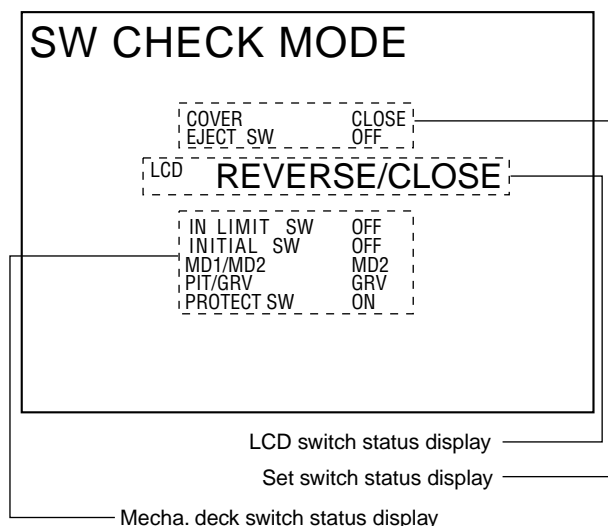 SW CHECK MODE
COVER CLOSE
EJECT SW OFF
LCD REVERSE/CLOSE
IN LIMIT SW OFF
INITIAL SW OFF
MD1/MD2 MD2
PIT/GRV GRV
PROTECT SW ON
LCD switch status display
Set switch status display
Mecha. deck switch status display